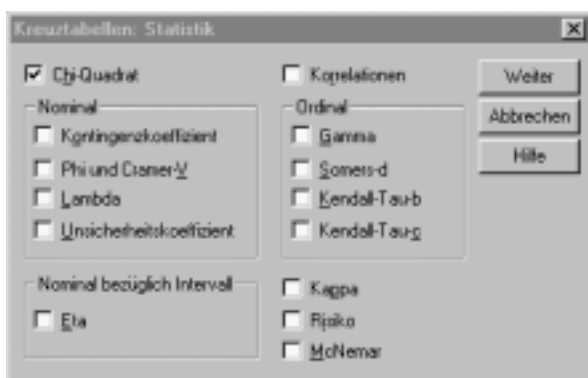 Kreuztabellen: Statistik
Chi-Quadrat
Korrelationen
Weiter
Nominal
Ordinal
Abbrechen
Kontingenzkoeffizient
Gamma
Hilfe
Phi und Cramer-V
Somers-d
Lambda
Kendall-Tau-b
Unsicherheitskoeffizient
Kendall-Tau-c
Nominal bezüglich Intervall
Kappa
Eta
Risiko
McNemar